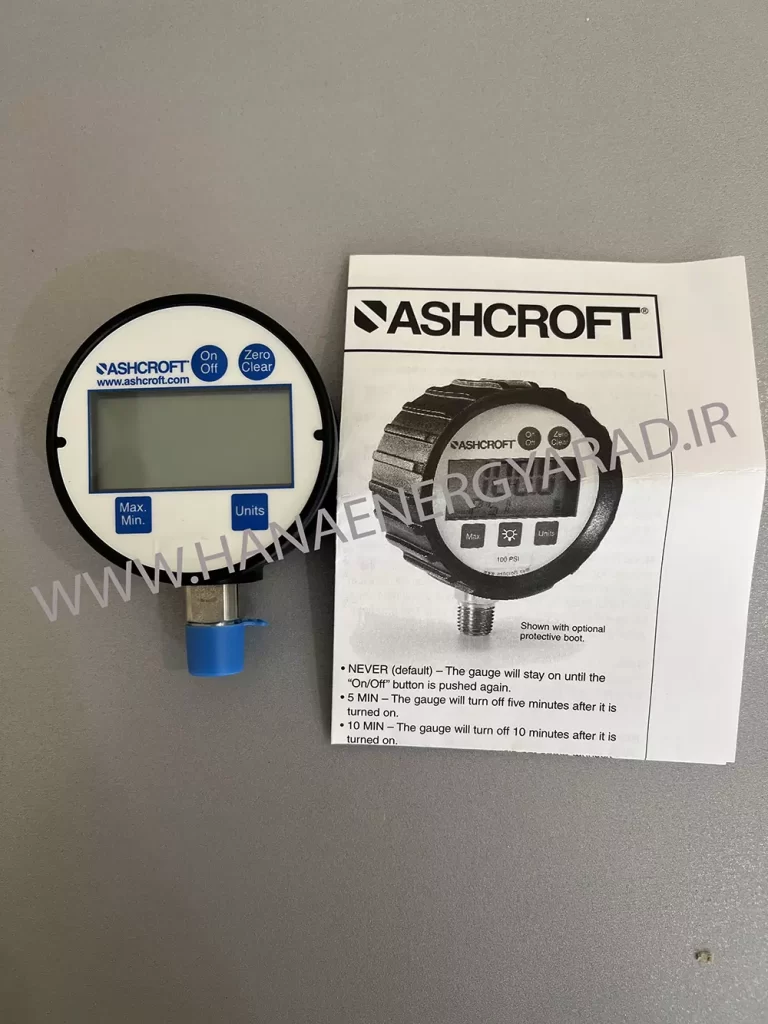 ASHCROFT
www.ashcroft.com
On
Off
Zero
Clear
Max.
Min.
Units
ASHCROFT®
ASHCROFT
On
Off
Zero
Clear
Max
Units
100 PSI
Shown with optional
protective boot.
• NEVER (default) – The gauge will stay on until the
“On/Off” button is pushed again.
• 5 MIN – The gauge will turn off five minutes after it is
turned on.
• 10 MIN – The gauge will turn off 10 minutes after it is
turned on.
WWW.HANAENERGYARAD.IR